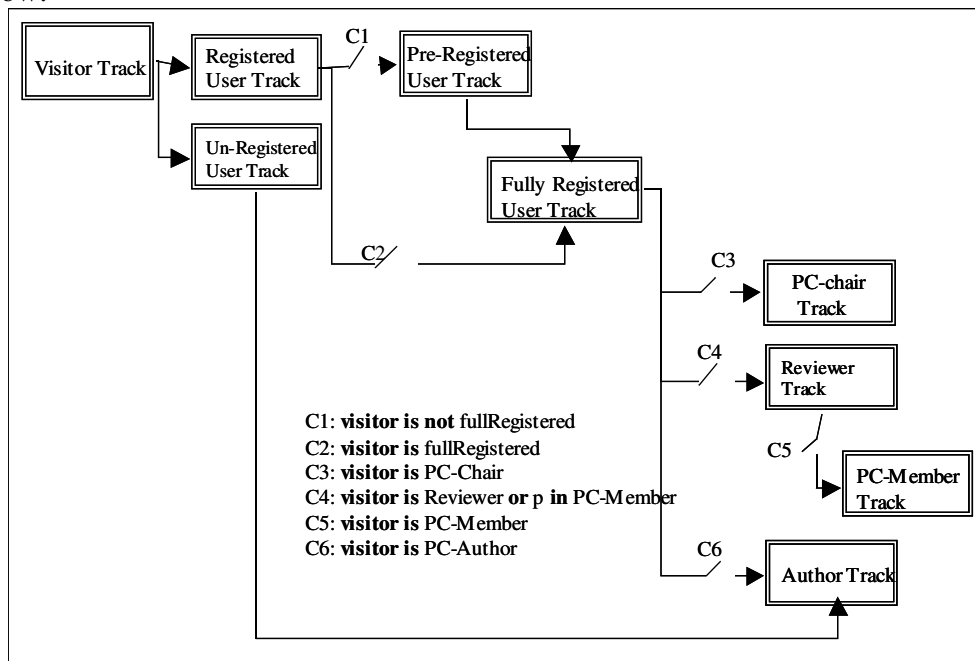 Visitor Track
Registered
User Track
C1
Pre-Registered
User Track
Un-Registered
User Track
Fully Registered
User Track
C2
C3
PC-chair
Track
C4
Reviewer
Track
C5
PC-Member
Track
C1: visitor is not fullRegistered
C2: visitor is fullRegistered
C3: visitor is PC-Chair
C4: visitor is Reviewer or p in PC-Member
C5: visitor is PC-Member
C6: visitor is PC-Author
C6
Author Track